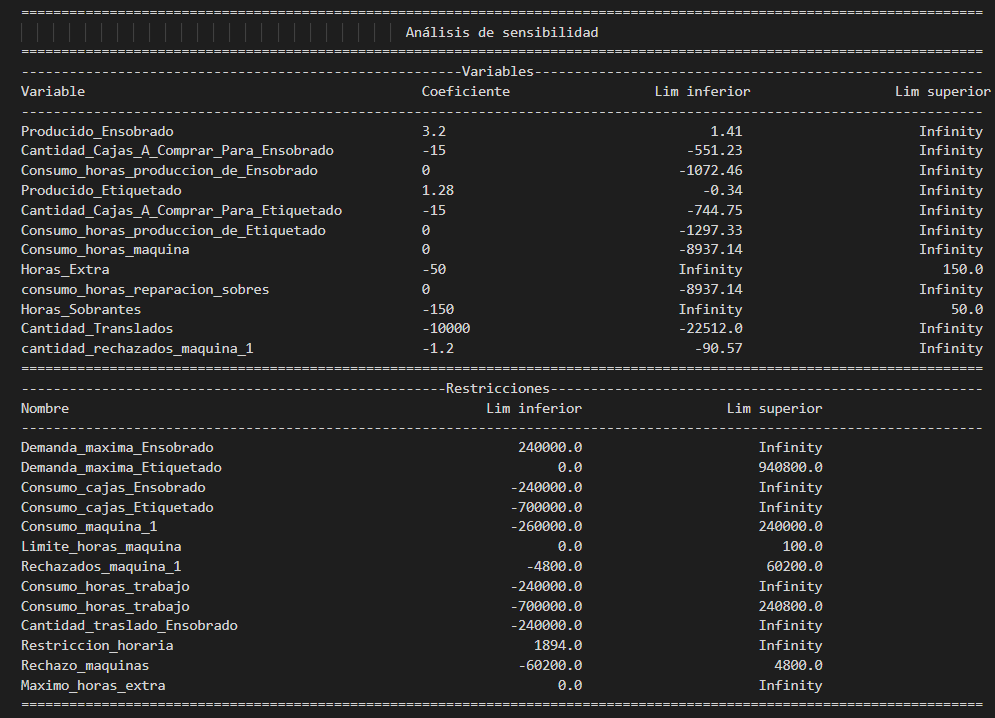 ========================================================================================================================
Análisis de sensibilidad
========================================================================================================================
-------------------------------------------------------Variables--------------------------------------------------------
Variable Coeficiente Lim inferior Lim superior
------------------------------------------------------------------------------------------------------------------------
Producido_Ensobrado 3.2 1.41 Infinity
Cantidad_Cajas_A_Comprar_Para_Ensobrado -15 -551.23 Infinity
Consumo_horas_produccion_de_Ensobrado 0 -1072.46 Infinity
Producido_Etiquetado 1.28 -0.34 Infinity
Cantidad_Cajas_A_Comprar_Para_Etiquetado -15 -744.75 Infinity
Consumo_horas_produccion_de_Etiquetado 0 -1297.33 Infinity
Consumo_horas_maquina 0 -8937.14 Infinity
Horas_Extra -50 Infinity 150.0
consumo_horas_reparacion_sobres 0 -8937.14 Infinity
Horas_Sobrantes -150 Infinity 50.0
Cantidad_Translados -10000 -22512.0 Infinity
cantidad_rechazados_maquina_1 -1.2 -90.57 Infinity
========================================================================================================================
-----------------------------------------------------Restricciones------------------------------------------------------
Nombre Lim inferior Lim superior
------------------------------------------------------------------------------------------------------------------------
Demanda_maxima_Ensobrado 240000.0 Infinity
Demanda_maxima_Etiquetado 0.0 940800.0
Consumo_cajas_Ensobrado -240000.0 Infinity
Consumo_cajas_Etiquetado -700000.0 Infinity
Consumo_maquina_1 -260000.0 240000.0
Limite_horas_maquina 0.0 100.0
Rechazados_maquina_1 -4800.0 60200.0
Consumo_horas_trabajo -240000.0 Infinity
Consumo_horas_trabajo -700000.0 240800.0
Cantidad_traslado_Ensobrado -240000.0 Infinity
Restriccion_horaria 1894.0 Infinity
Rechazo_maquinas -60200.0 4800.0
Maximo_horas_extra 0.0 Infinity
========================================================================================================================